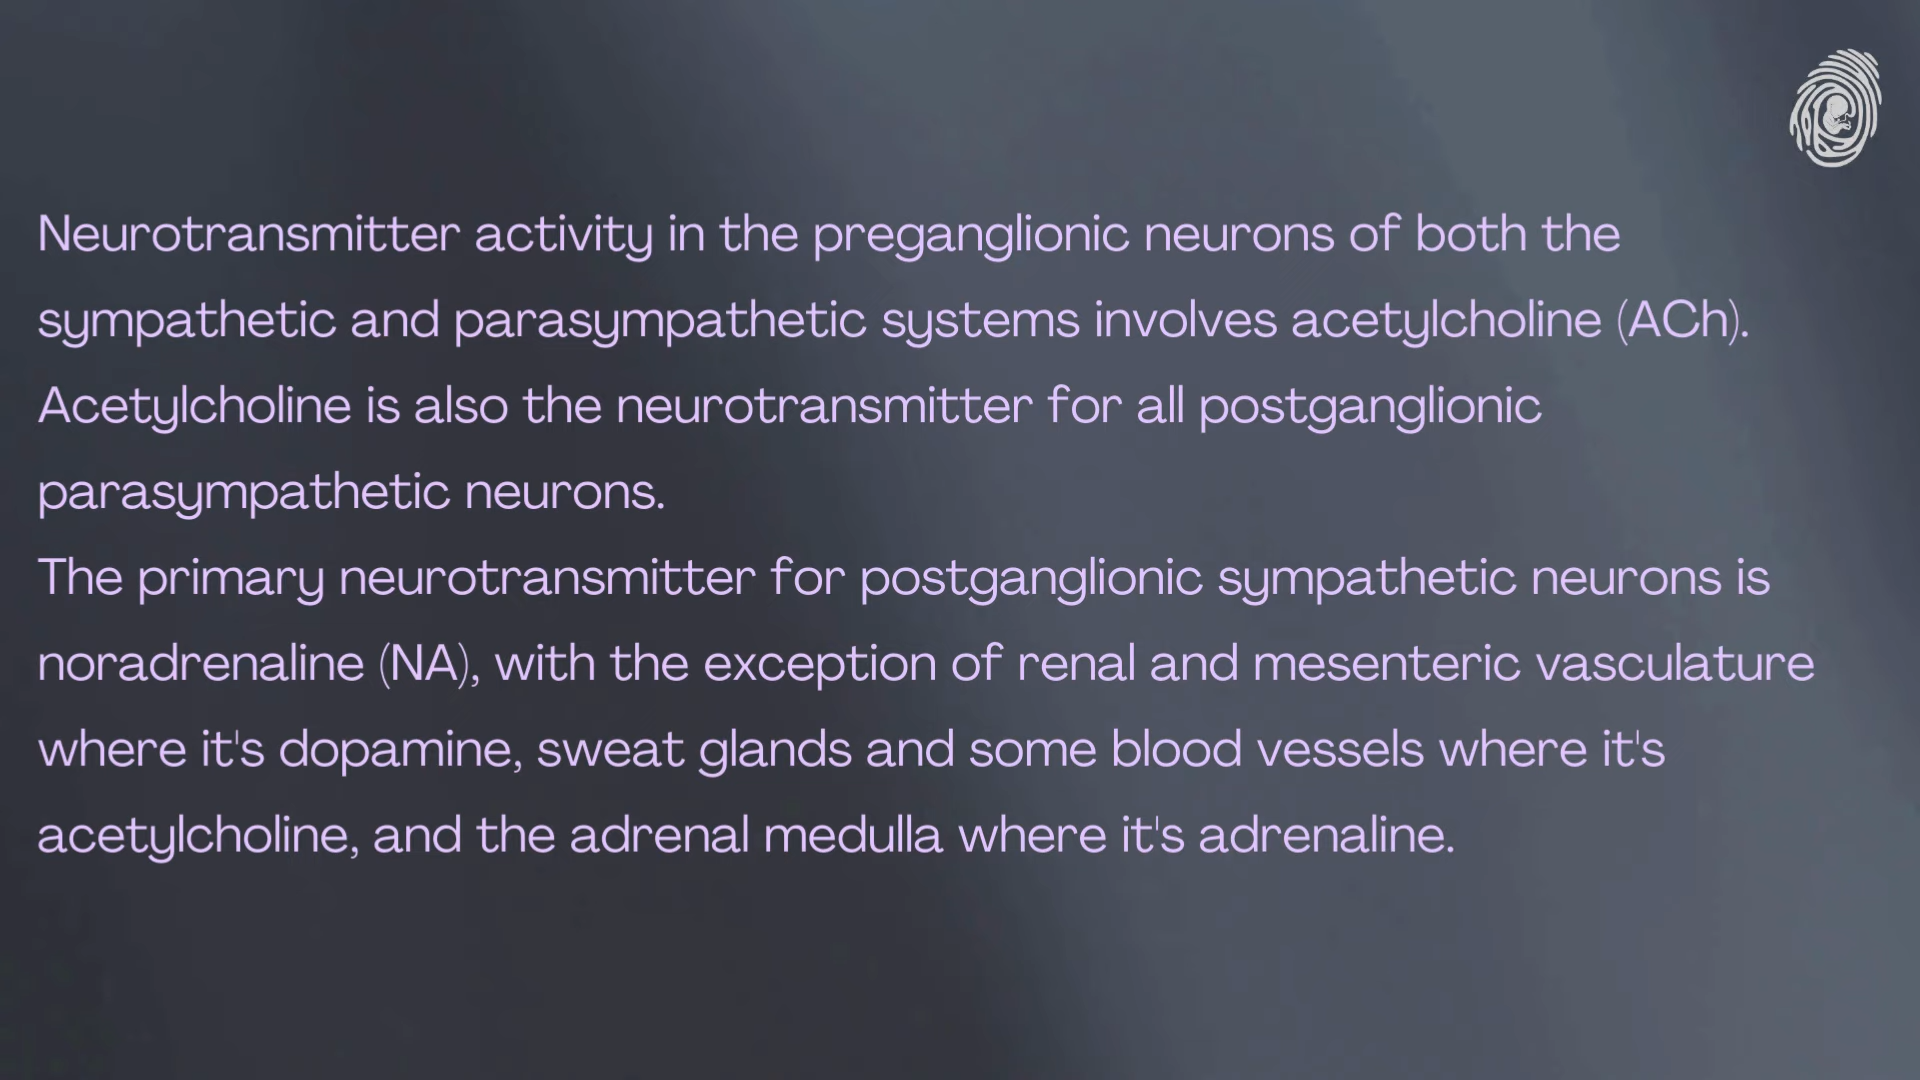 Neurotransmitter activity in the preganglionic neurons of both the
sympathetic and parasympathetic systems involves acetylcholine (ACh).
Acetylcholine is also the neurotransmitter for all postganglionic
parasympathetic neurons.
The primary neurotransmitter for postganglionic sympathetic neurons is
noradrenaline (NA), with the exception of renal and mesenteric vasculature
where it's dopamine, sweat glands and some blood vessels where it's
acetylcholine, and the adrenal medulla where it's adrenaline.